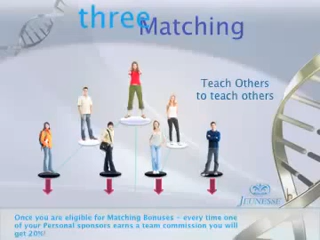 three
Matching
Teach Others
to teach others
JEUNESSE
Once you are eligible for Matching Bonuses - every time one
of your Personal sponsors earns a team commission you will
get 20%!